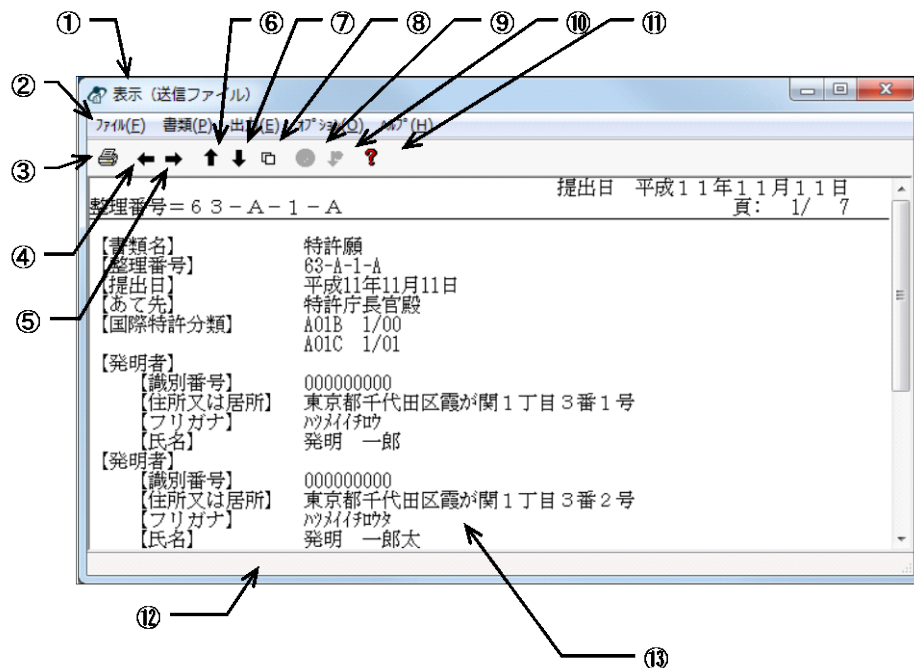 ① ⑥ ⑦ ⑧ ⑨ ⑩ ⑪
② 表示（送信ファイル）
ﾌｧｲﾙ(F) 書類(P) 出力(E) ｵﾌﾟｼｮﾝ(O) ﾍﾙﾌﾟ(H)
③ ?
提出日 平成１１年１１月１１日
整理番号＝６３－Ａ－１－Ａ 頁: 1/ 7
④ 【書類名】 特許願
【整理番号】 63-A-1-A
【提出日】 平成11年11月11日
【あて先】 特許庁長官殿
⑤ 【国際特許分類】 A01B 1/00
A01C 1/01
【発明者】
【識別番号】 000000000
【住所又は居所】 東京都千代田区霞が関１丁目３番１号
【フリガナ】 ﾊﾂﾒｲｲﾁﾛｳ
【氏名】 発明 一郎
【発明者】
【識別番号】 000000000
【住所又は居所】 東京都千代田区霞が関１丁目３番２号
【フリガナ】 ﾊﾂﾒｲｲﾁﾛｳﾀ
【氏名】 発明 一郎太
⑫
⑬